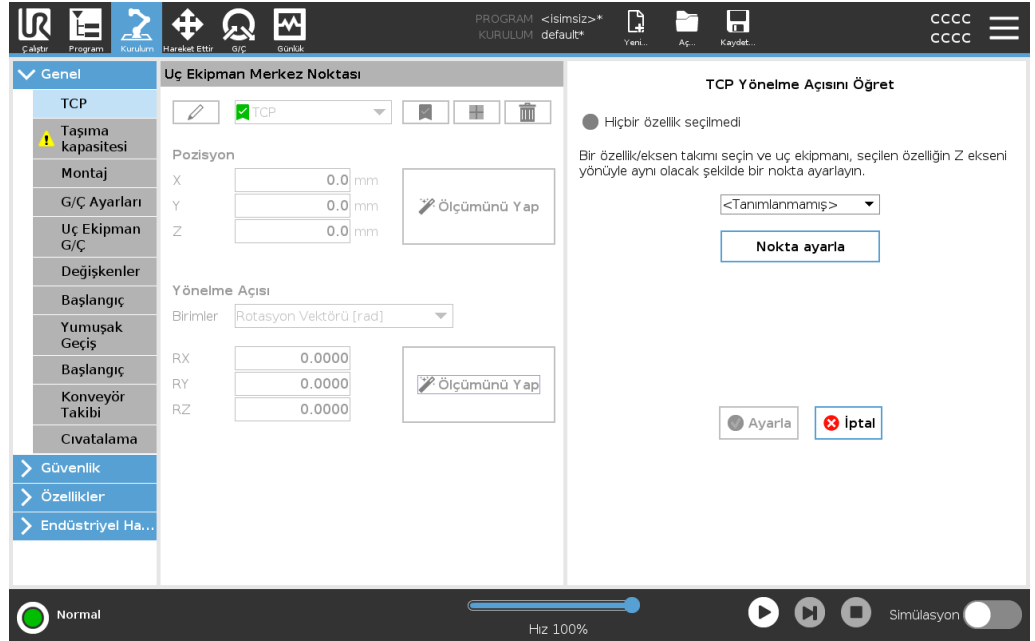 PROGRAM <isimsiz>*
KURULUM default*
Çalıştır Program Kurulum Hareket Ettir G/Ç Günlük Yeni... Aç... Kaydet...
CCCC
CCCC
Genel
TCP
Taşıma
kapasitesi
Montaj
G/Ç Ayarları
Uç Ekipman
G/Ç
Değişkenler
Başlangıç
Yumuşak
Geçiş
Başlangıç
Konveyör
Takibi
Cıvatalama
Güvenlik
Özellikler
Endüstriyel Ha...
Uç Ekipman Merkez Noktası
TCP
Pozisyon
X 0.0 mm
Y 0.0 mm
Z 0.0 mm
Ölçümünü Yap
Yönelme Açısı
Birimler Rotasyon Vektörü [rad]
RX 0.0000
RY 0.0000
RZ 0.0000
Ölçümünü Yap
TCP Yönelme Açısını Öğret
Hiçbir özellik seçilmedi
Bir özellik/eksen takımı seçin ve uç ekipmanı, seçilen özelliğin Z ekseni
yönüyle aynı olacak şekilde bir nokta ayarlayın.
<Tanımlanmamış>
Nokta ayarla
Ayarla İptal
Normal
Hız 100%
Simülasyon